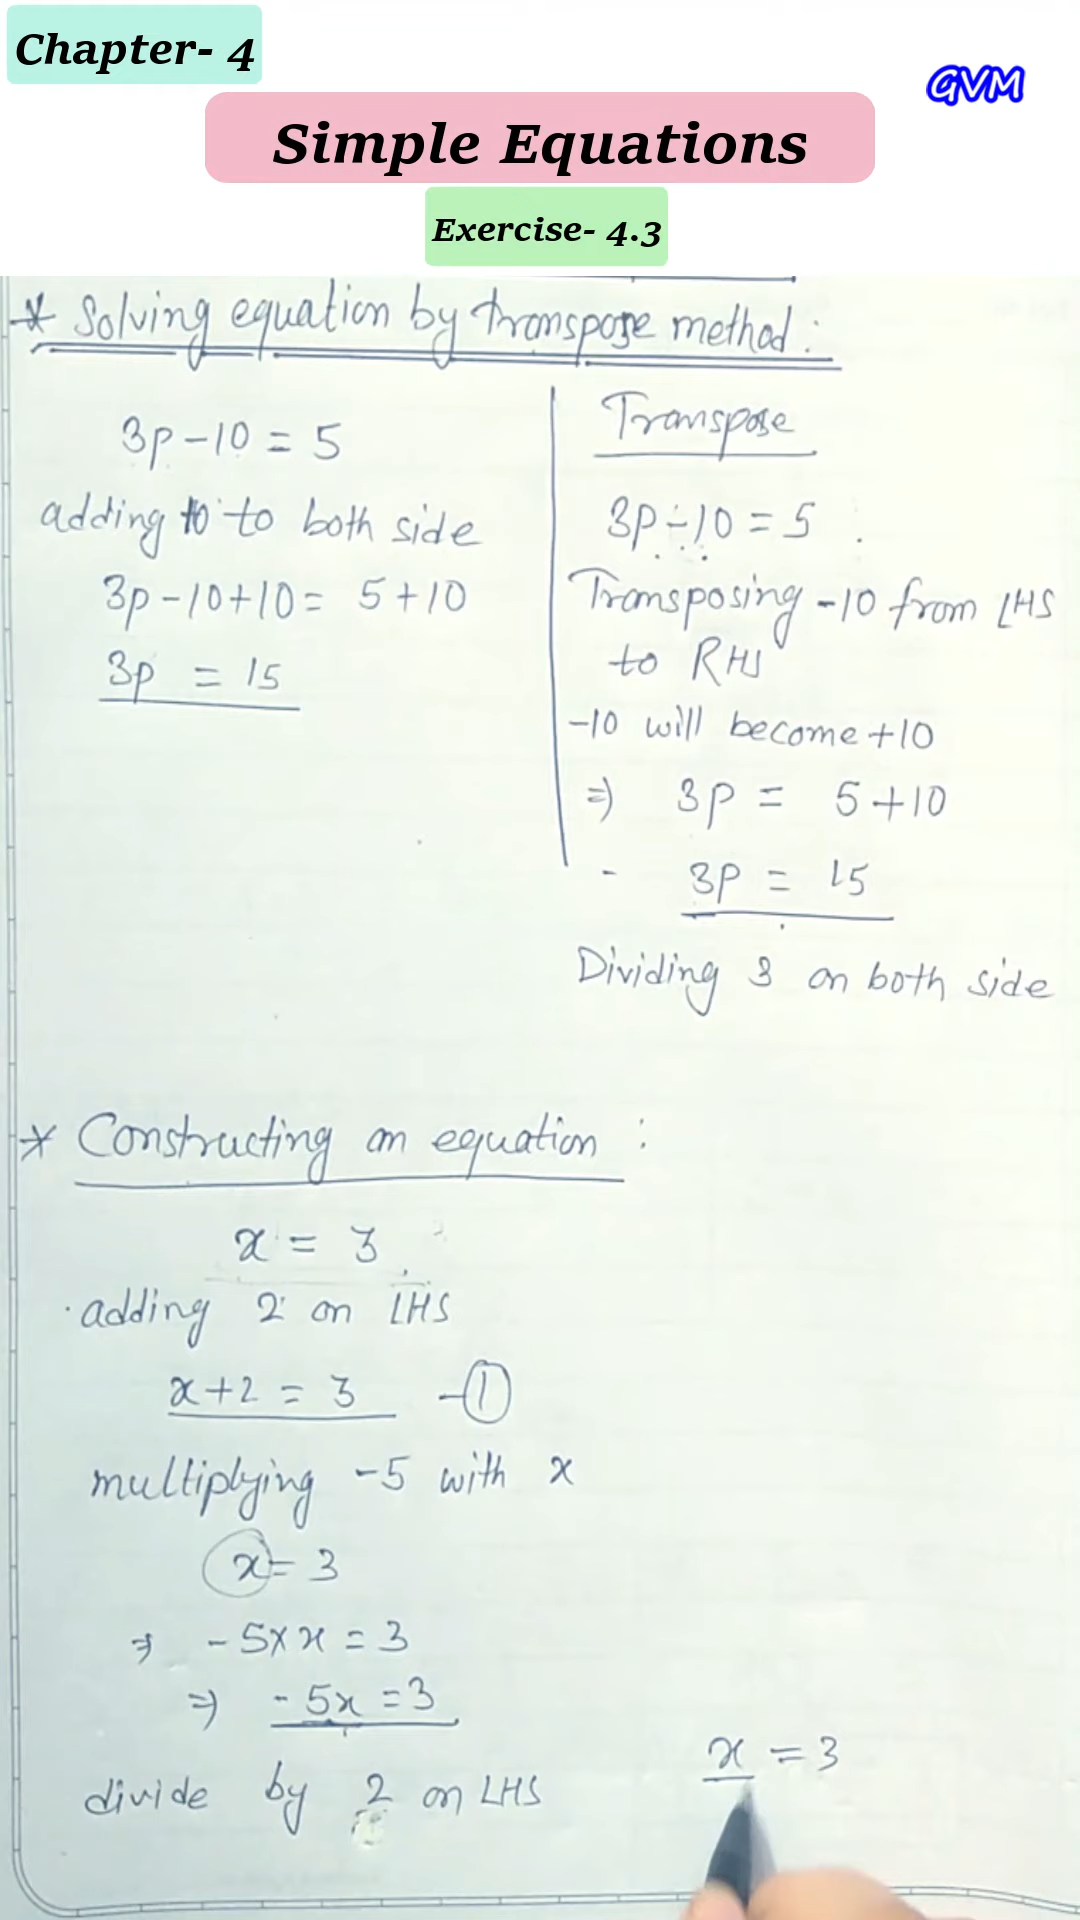 Chapter- 4
GVM
Simple Equations
Exercise- 4.3
* Solving equation by transpose method :
3p - 10 = 5
adding 10 to both side
3p - 10 + 10 = 5 + 10
3p = 15
Transpose
3p - 10 = 5
Transposing -10 from LHS
to RHS
-10 will become +10
⇒ 3p = 5 + 10
3p = 15
Dividing 3 on both side
* Constructing an equation :
x = 3
adding 2 on LHS
x + 2 = 3 - ①
multiplying -5 with x
x = 3
⇒ - 5 × x = 3
⇒ - 5x = 3
divide by 2 on LHS
x = 3